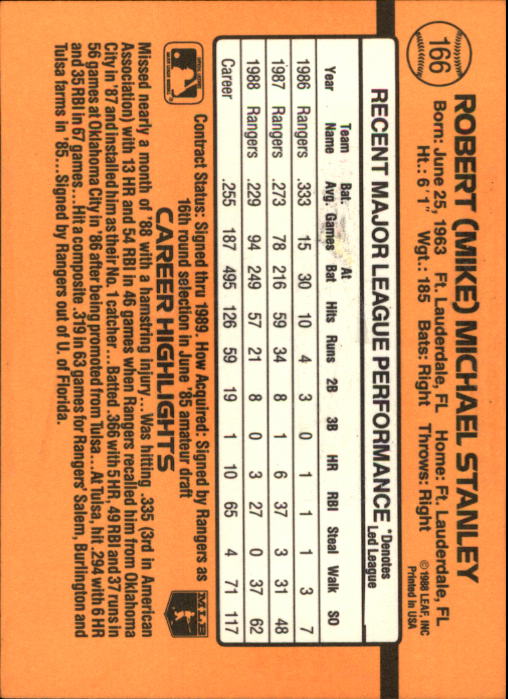 166
ROBERT (MIKE) MICHAEL STANLEY
Born: June 25, 1963 Ft. Lauderdale, FL Home: Ft. Lauderdale, FL
Ht.: 6'1" Wgt.: 185 Bats: Right Throws: Right
©1988 LEAF, INC
Printed in USA
RECENT MAJOR LEAGUE PERFORMANCE *Denotes Led League
Year Team Name Bat. Avg. Games At Bat Hits Runs 2B 3B HR RBI Steal Walk SO
1986 Rangers .333 15 30 10 4 3 0 1 1 1 3 7
1987 Rangers .273 78 216 59 34 8 1 6 37 3 31 48
1988 Rangers .229 94 249 57 21 8 0 3 27 0 37 62
Career .255 187 495 126 59 19 1 10 65 4 71 117
Contract Status: Signed thru 1989. How Acquired: Signed by Rangers as
16th round selection in June '85 amateur draft
MLB
CAREER HIGHLIGHTS
Missed nearly a month of '88 with a hamstring injury...Was hitting .335 (3rd in American
Association) with 13 HR and 54 RBI in 46 games when Rangers recalled him from Oklahoma
City in '87 and installed him as their No. 1 catcher...Batted .366 with 5 HR, 49 RBI and 37 runs in
56 games at Oklahoma City in '86 after being promoted from Tulsa...At Tulsa, hit .294 with 6 HR
and 35 RBI in 67 games...Hit a composite .319 in 63 games for Rangers' Salem, Burlington and
Tulsa farms in '85...Signed by Rangers out of U. of Florida.